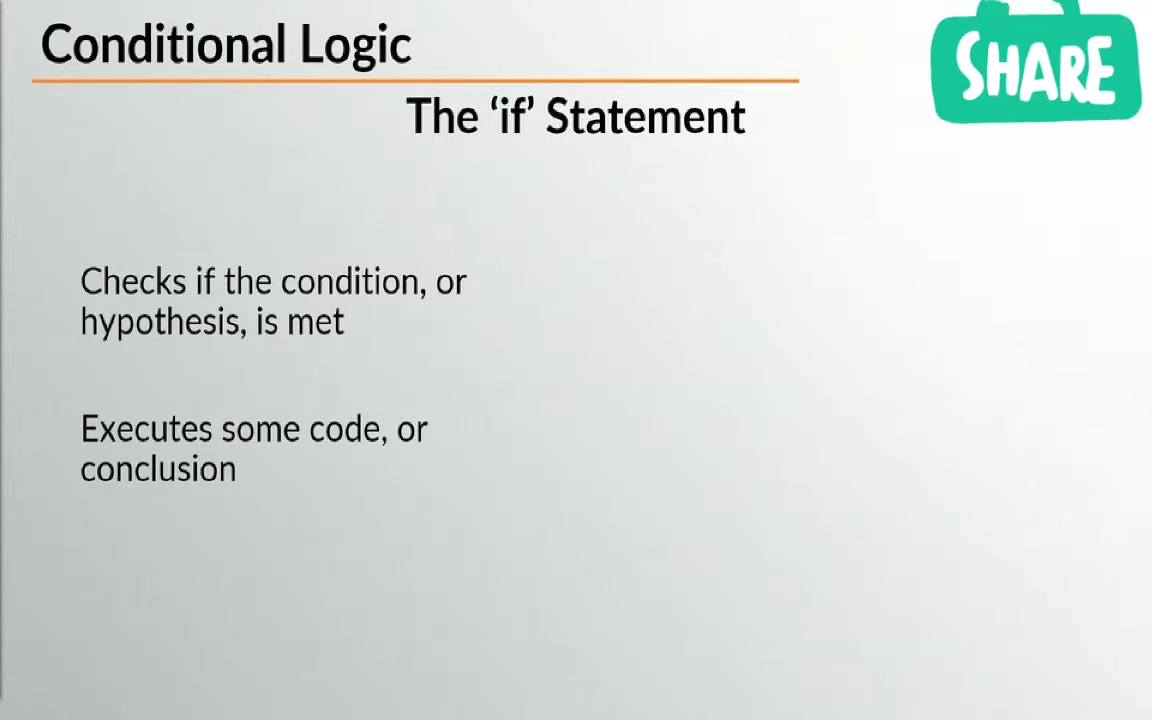 Conditional Logic
SHARE
The ‘if’ Statement
Checks if the condition, or
hypothesis, is met
Executes some code, or
conclusion